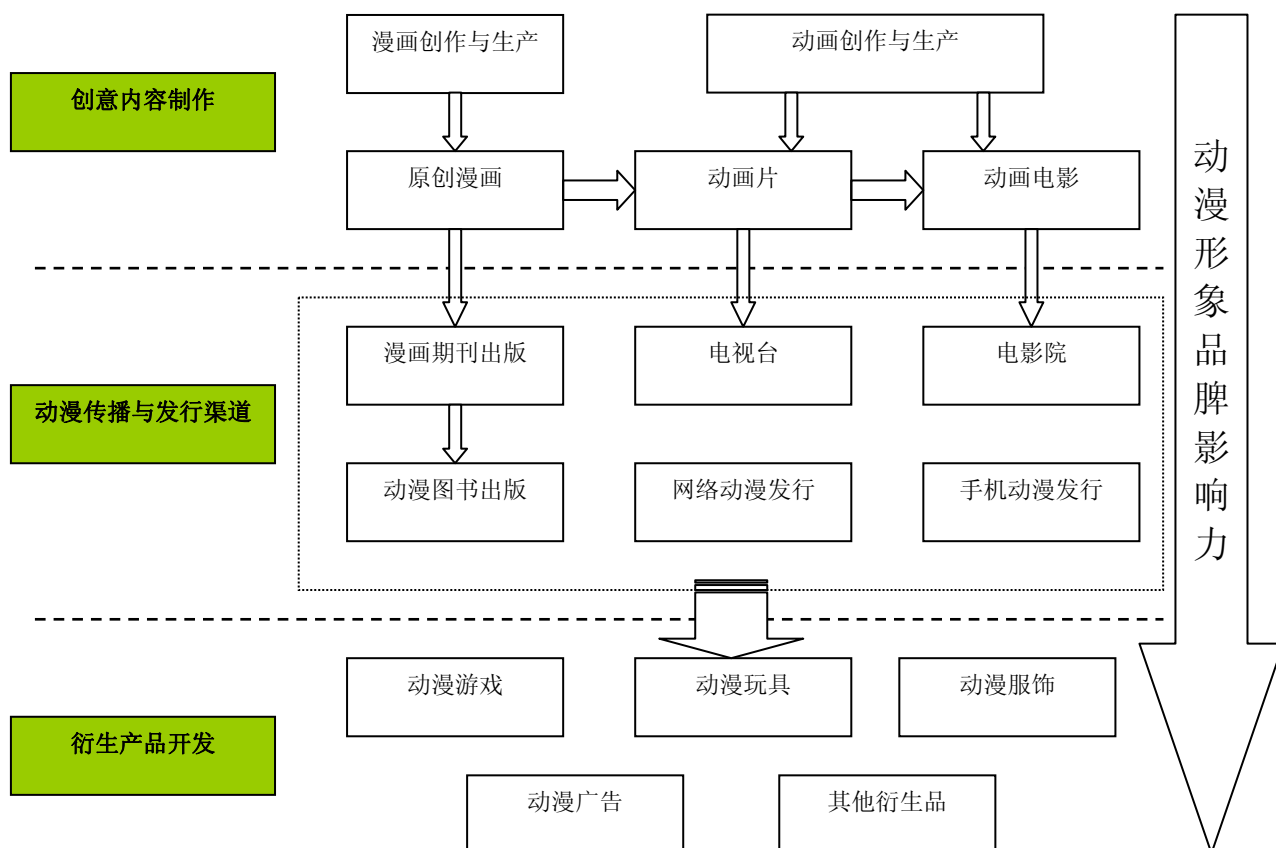 漫画创作与生产
动画创作与生产
创意内容制作
原创漫画
动画片
动画电影
漫画期刊出版
电视台
电影院
动漫传播与发行渠道
动漫图书出版
网络动漫发行
手机动漫发行
动漫游戏
动漫玩具
动漫服饰
衍生产品开发
动漫广告
其他衍生品
动漫形象品脾影响力